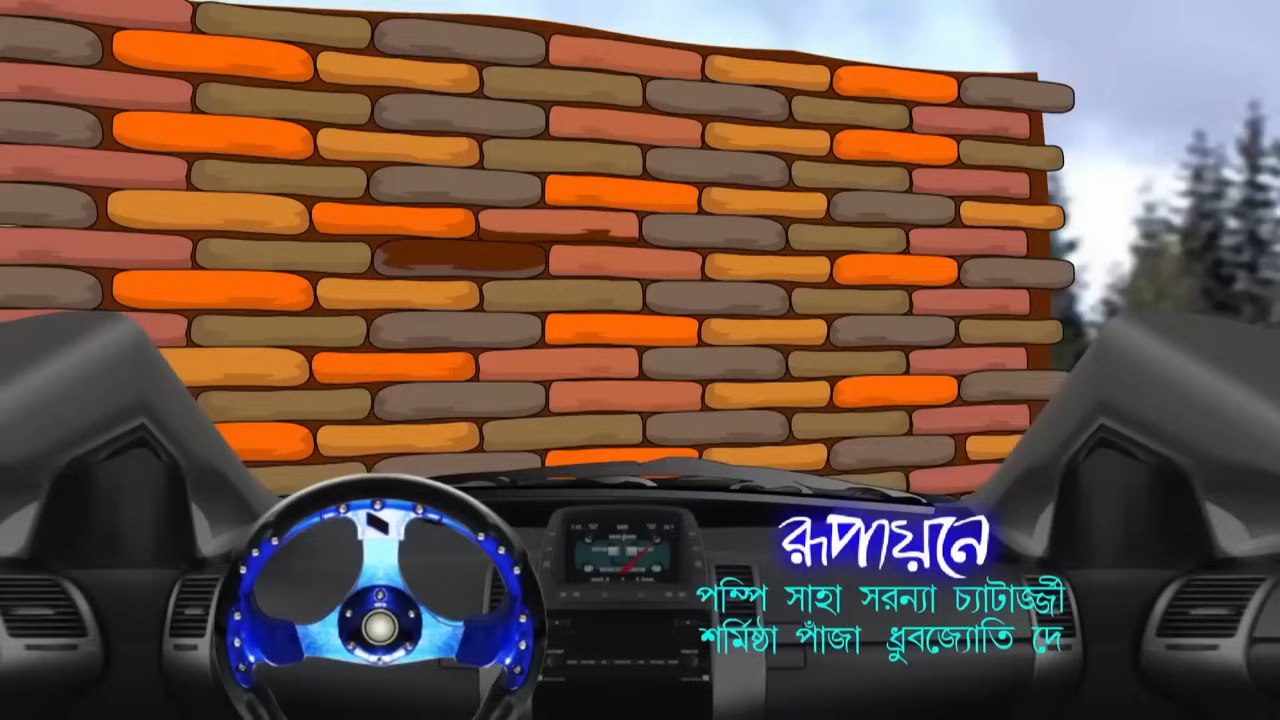 রূপায়নে
পম্পি সাহা সরন্যা চ্যাটার্জ্জী
শর্মিষ্ঠা পাঁজা ধ্রুবজ্যোতি দে